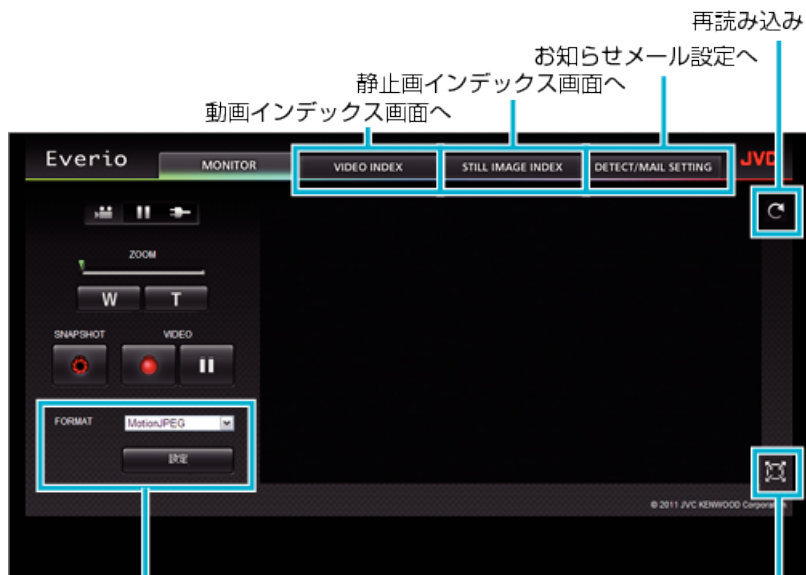 再読み込み
お知らせメール設定へ
静止画インデックス画面へ
動画インデックス画面へ
Everio
MONITOR
VIDEO INDEX
STILL IMAGE INDEX
DETECT/MAIL SETTING
JVC
ZOOM
W
T
SNAPSHOT
VIDEO
FORMAT
MotionJPEG
設定
© 2011 JVC KENWOOD Corporation